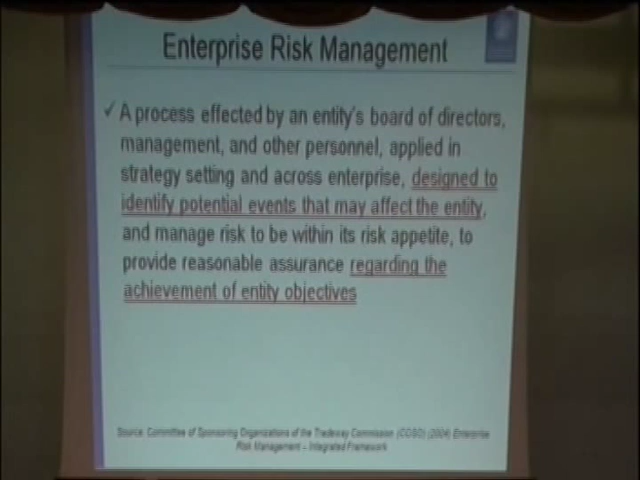 Enterprise Risk Management
✓ A process effected by an entity's board of directors,
management, and other personnel, applied in
strategy setting and across enterprise, designed to
identify potential events that may affect the entity,
and manage risk to be within its risk appetite, to
provide reasonable assurance regarding the
achievement of entity objectives
Source: Committee of Sponsoring Organizations of the Treadway Commission (COSO) (2004) Enterprise
Risk Management – Integrated Framework